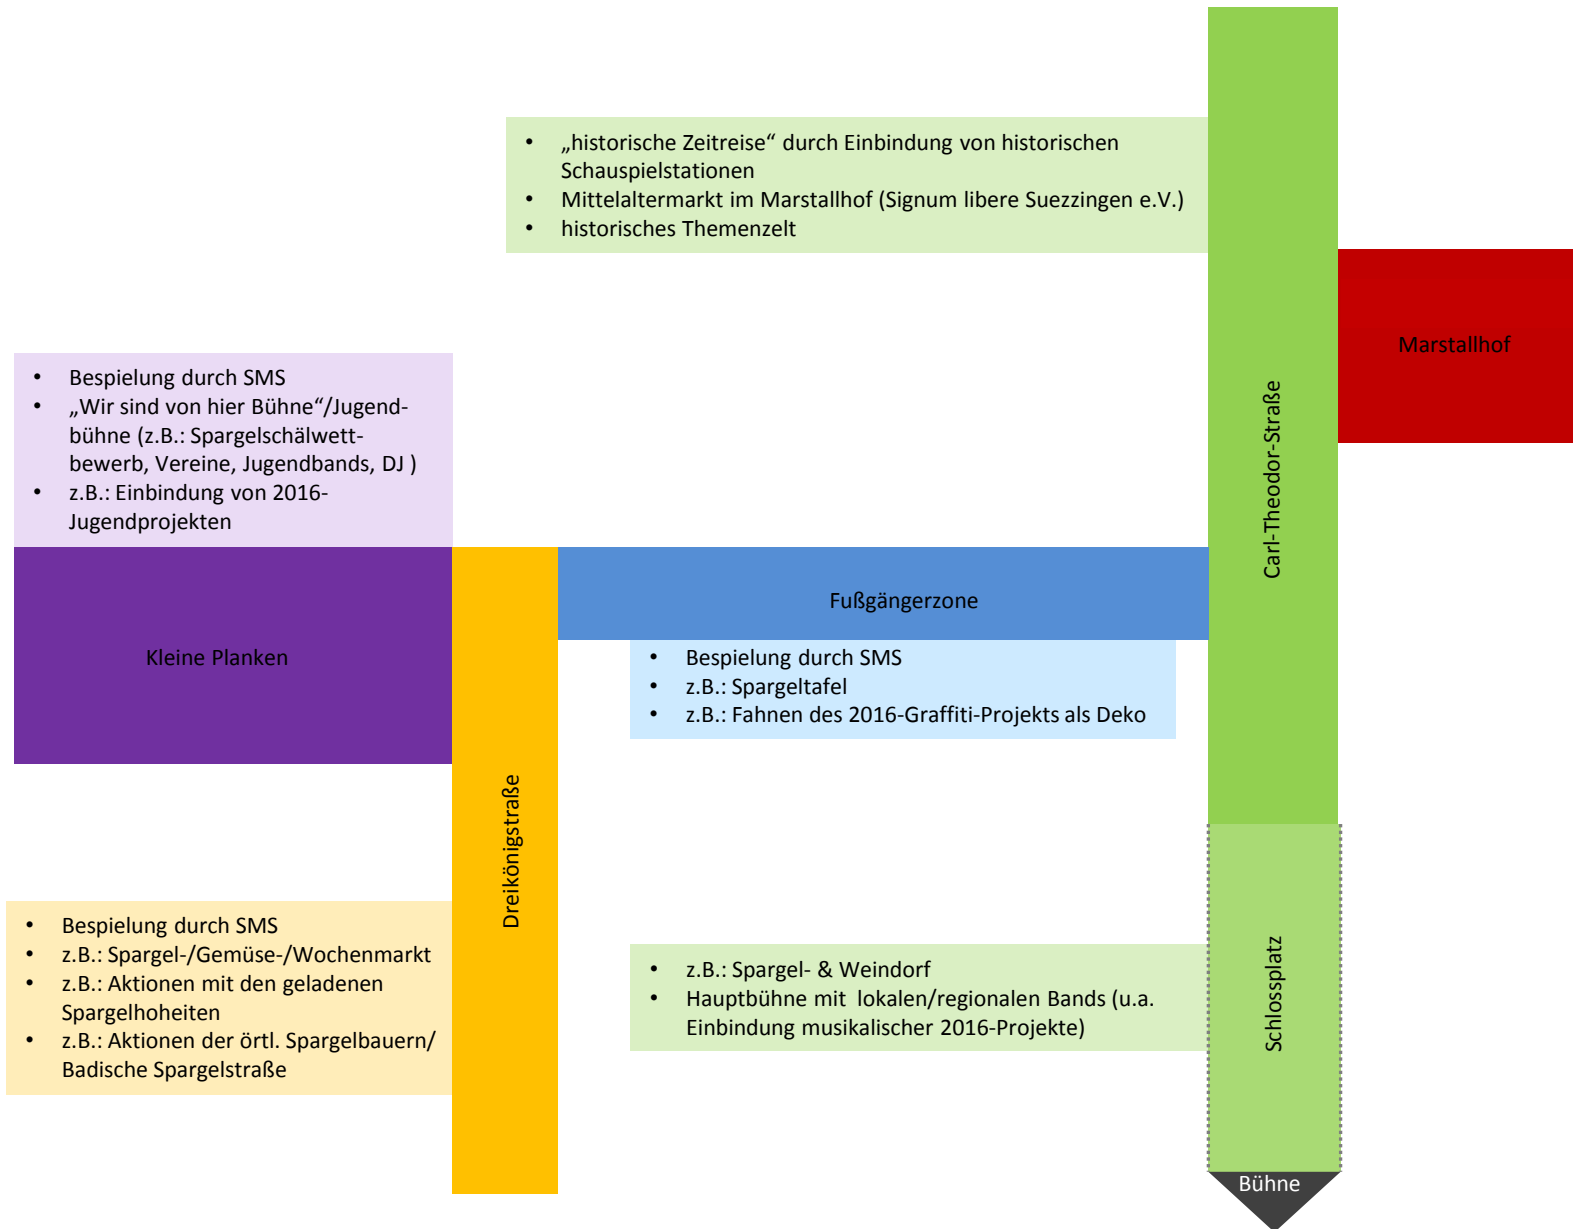 • „historische Zeitreise“ durch Einbindung von historischen
Schauspielstationen
• Mittelaltermarkt im Marstallhof (Signum libere Suezzingen e.V.)
• historisches Themenzelt
Marstallhof
Carl-Theodor-Straße
• Bespielung durch SMS
• „Wir sind von hier Bühne“/Jugend-
bühne (z.B.: Spargelschälwett-
bewerb, Vereine, Jugendbands, DJ )
• z.B.: Einbindung von 2016-
Jugendprojekten
Kleine Planken
Fußgängerzone
• Bespielung durch SMS
• z.B.: Spargeltafel
• z.B.: Fahnen des 2016-Graffiti-Projekts als Deko
Dreikönigstraße
• Bespielung durch SMS
• z.B.: Spargel-/Gemüse-/Wochenmarkt
• z.B.: Aktionen mit den geladenen
Spargelhoheiten
• z.B.: Aktionen der örtl. Spargelbauern/
Badische Spargelstraße
• z.B.: Spargel- & Weindorf
• Hauptbühne mit lokalen/regionalen Bands (u.a.
Einbindung musikalischer 2016-Projekte)
Schlossplatz
Bühne